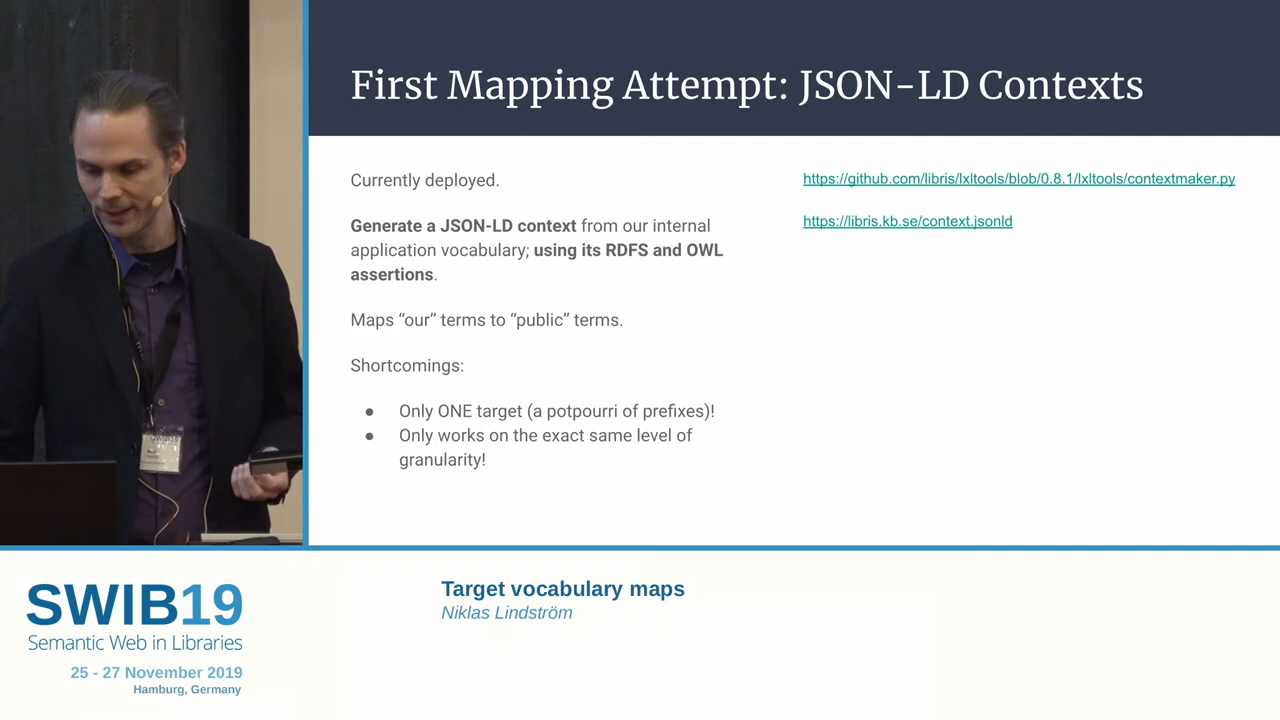 First Mapping Attempt: JSON-LD Contexts
Currently deployed.
Generate a JSON-LD context from our internal
application vocabulary; using its RDFS and OWL
assertions.
Maps “our” terms to “public” terms.
Shortcomings:
● Only ONE target (a potpourri of prefixes)!
● Only works on the exact same level of
granularity!
https://github.com/libris/lxltools/blob/0.8.1/lxltools/contextmaker.py
https://libris.kb.se/context.jsonld
SWIB19
Semantic Web in Libraries
25 - 27 November 2019
Hamburg, Germany
Target vocabulary maps
Niklas Lindström